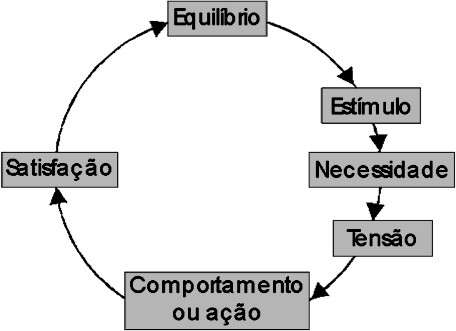 Equilíbrio
Estímulo
Necessidade
Tensão
Comportamento
ou ação
Satisfação